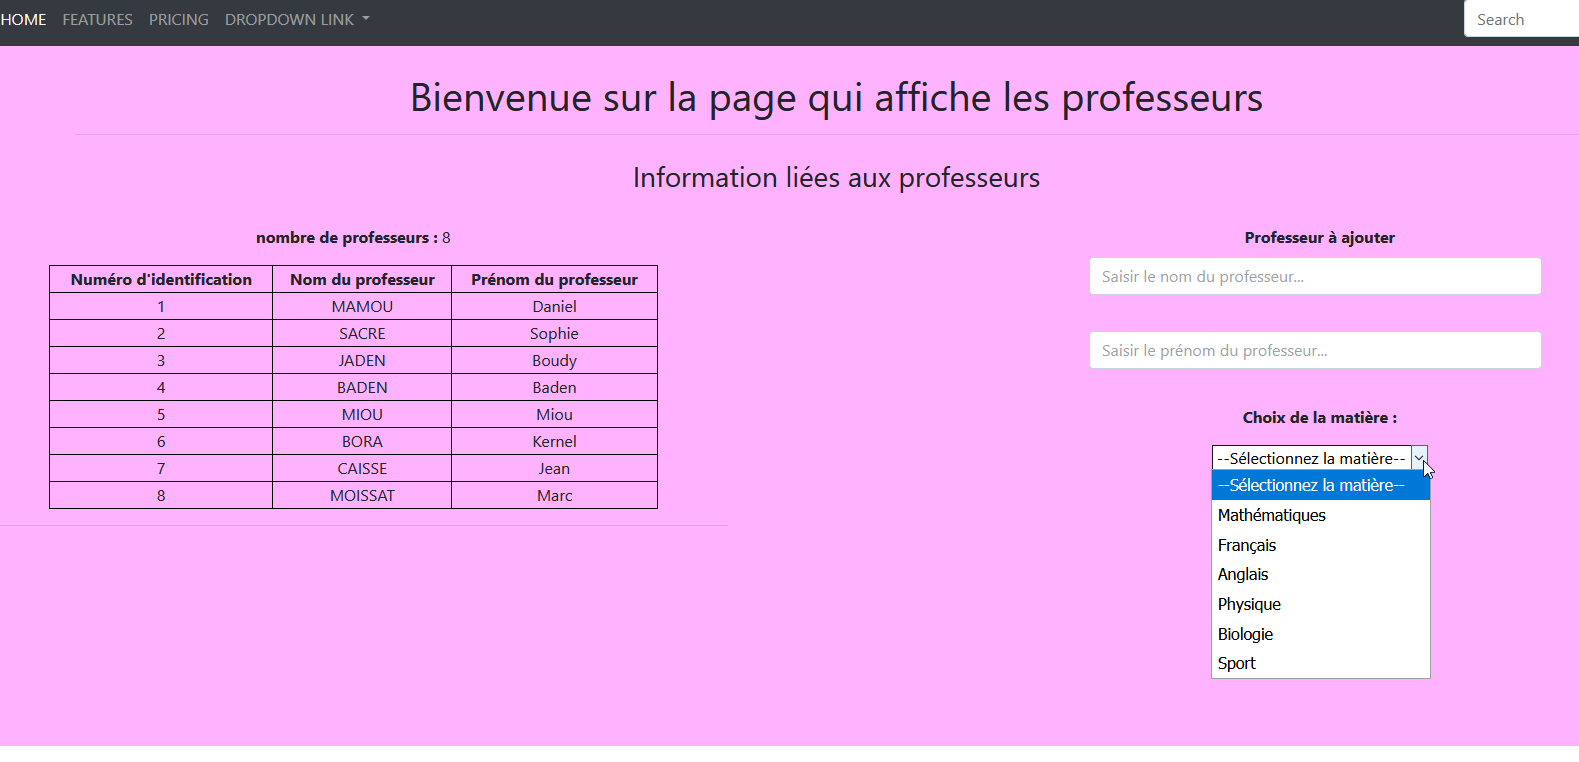 HOME FEATURES PRICING DROPDOWN LINK Search
Bienvenue sur la page qui affiche les professeurs
Information liées aux professeurs
nombre de professeurs : 8
Numéro d'identification Nom du professeur Prénom du professeur
1 MAMOU Daniel
2 SACRE Sophie
3 JADEN Boudy
4 BADEN Baden
5 MIOU Miou
6 BORA Kernel
7 CAISSE Jean
8 MOISSAT Marc
Professeur à ajouter
Saisir le nom du professeur...
Saisir le prénom du professeur...
Choix de la matière :
--Sélectionnez la matière--
--Sélectionnez la matière--
Mathématiques
Français
Anglais
Physique
Biologie
Sport